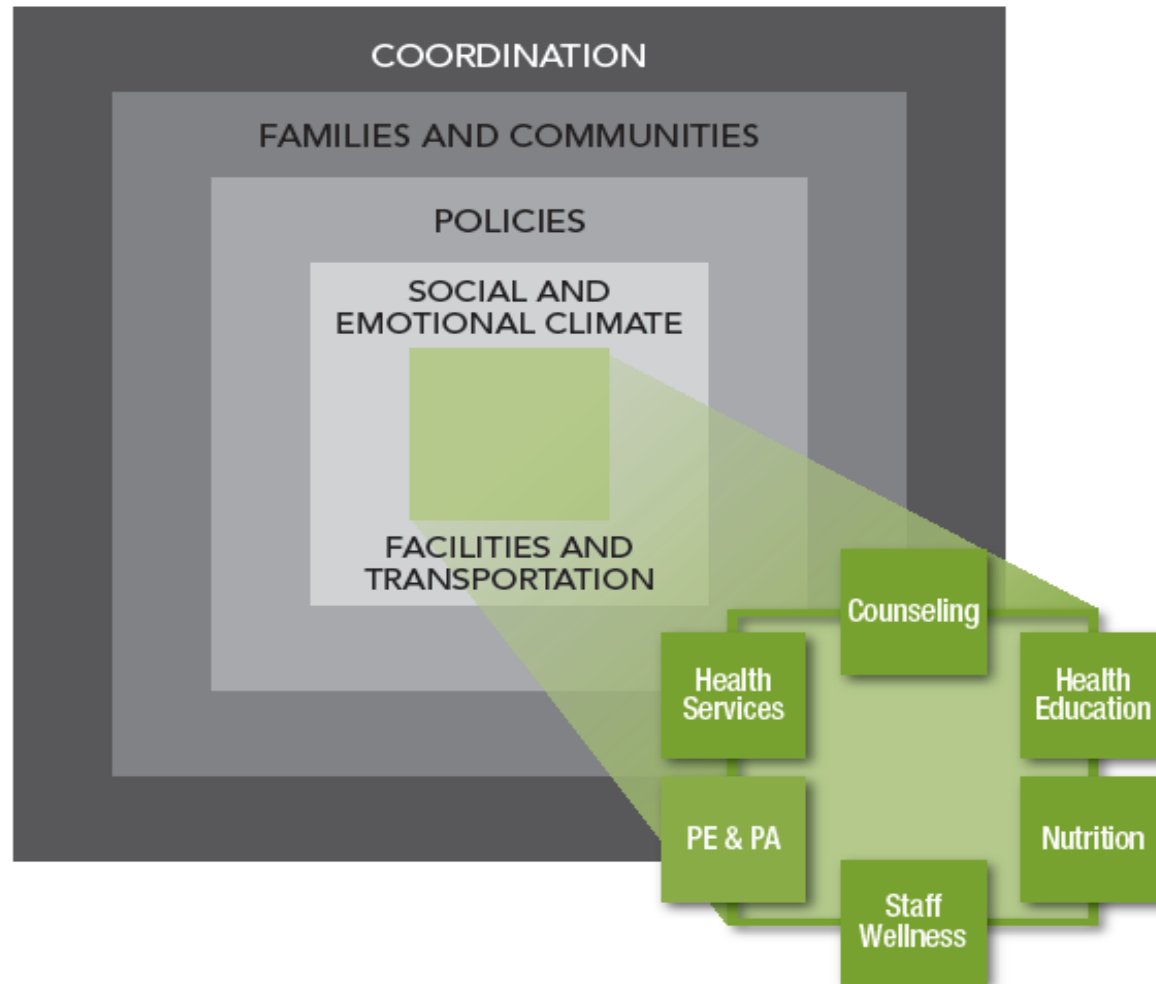 COORDINATION
FAMILIES AND COMMUNITIES
POLICIES
SOCIAL AND
EMOTIONAL CLIMATE
FACILITIES AND
TRANSPORTATION
Counseling
Health
Services
Health
Education
PE & PA
Nutrition
Staff
Wellness